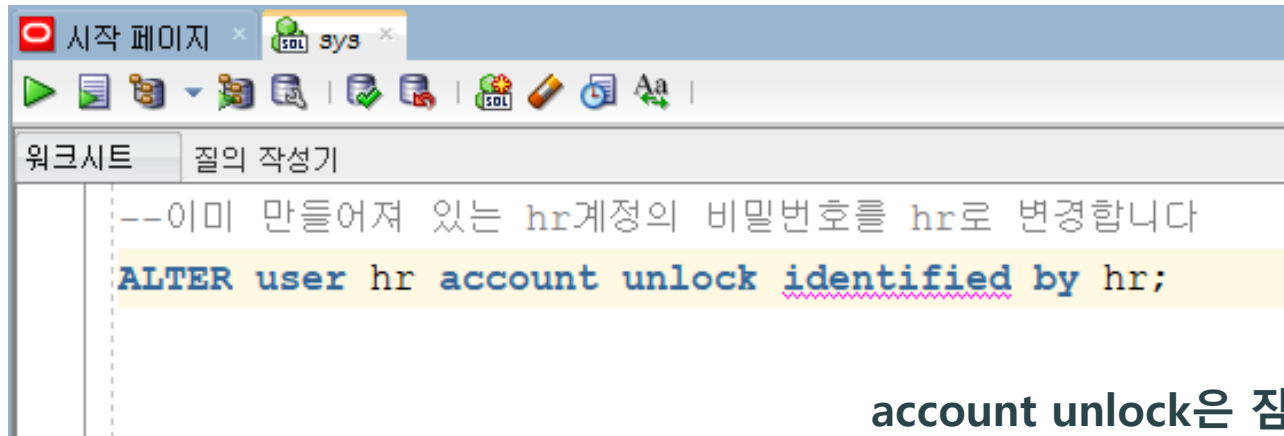 시작 페이지 sys
워크시트 질의 작성기
--이미 만들어져 있는 hr계정의 비밀번호를 hr로 변경합니다
ALTER user hr account unlock identified by hr;
account unlock은